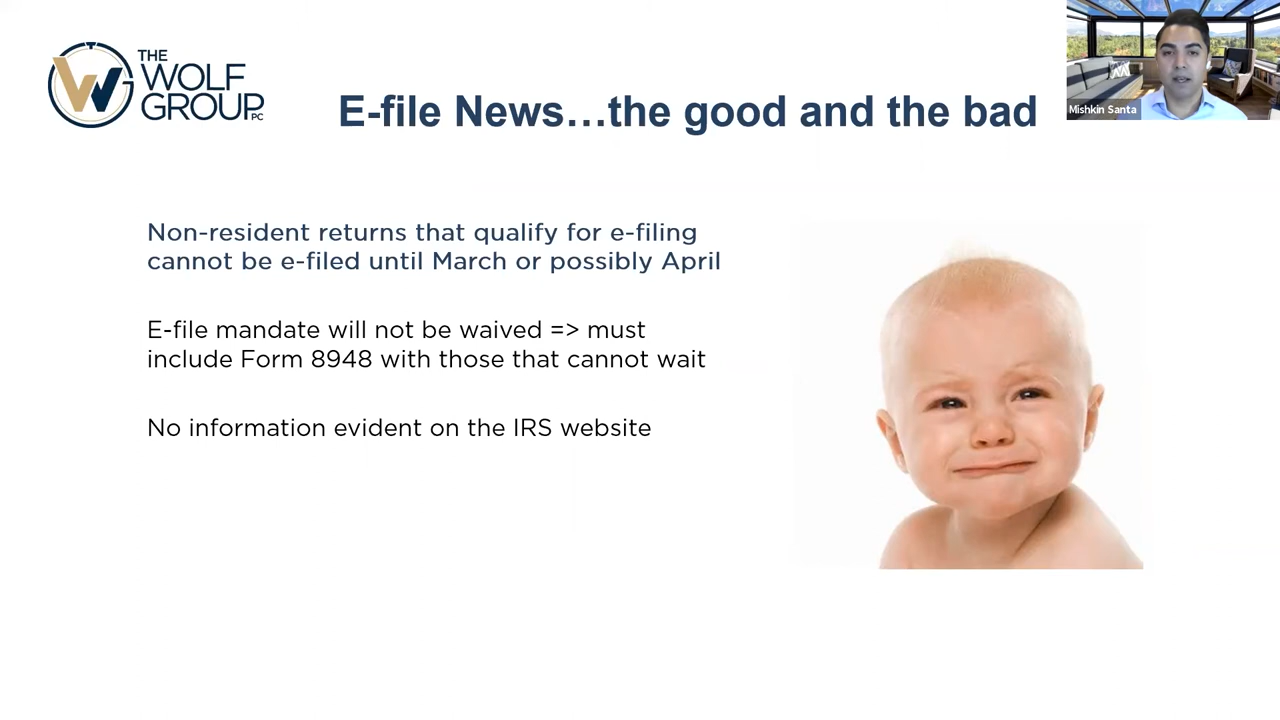 THE
WOLF
GROUP PC
E-file News…the good and the bad
Mishkin Santa
Non-resident returns that qualify for e-filing
cannot be e-filed until March or possibly April
E-file mandate will not be waived => must
include Form 8948 with those that cannot wait
No information evident on the IRS website